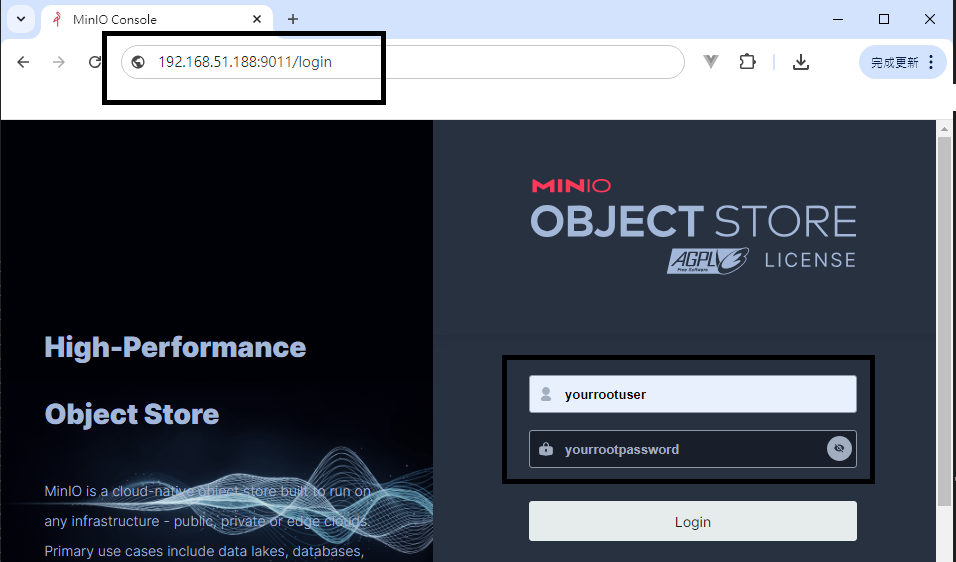 MinIO Console
192.168.51.188:9011/login
完成更新
MINIO
OBJECT STORE
AGPL V3
Free Software
LICENSE
High-Performance
Object Store
MinIO is a cloud-native object store built to run on
any infrastructure - public, private or edge clouds.
Primary use cases include data lakes, databases,
yourrootuser
yourrootpassword
Login